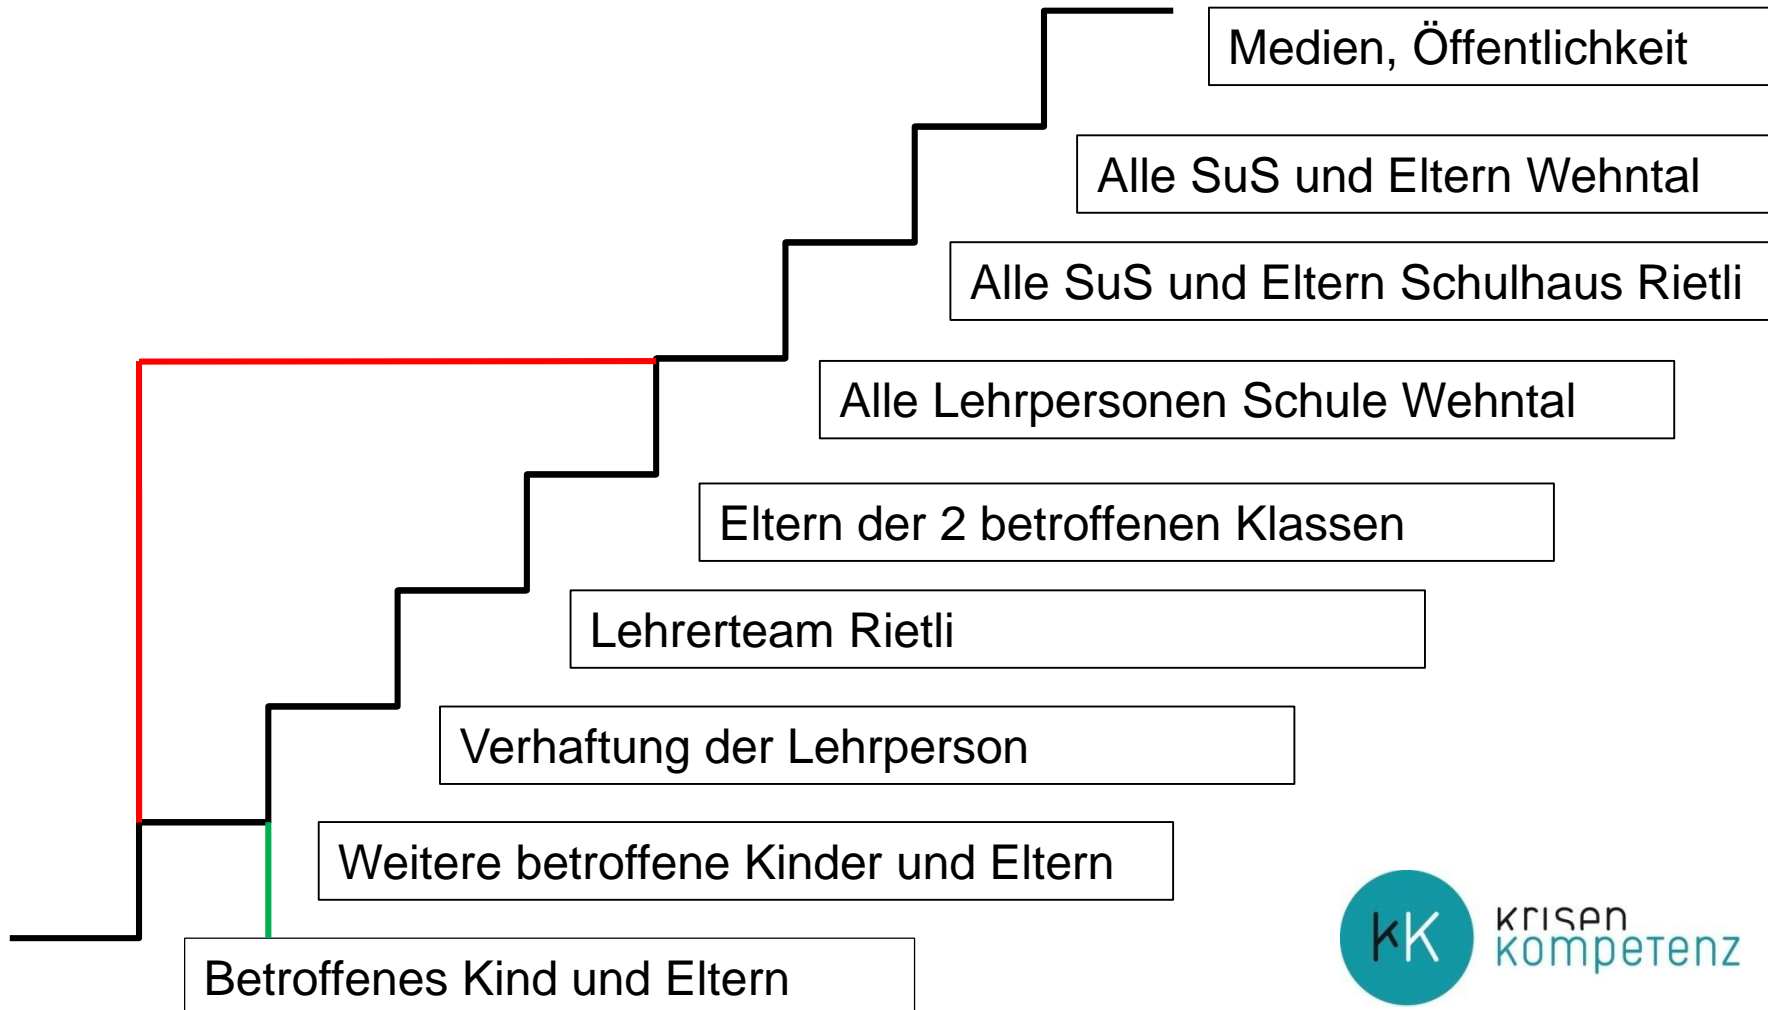 Medien, Öffentlichkeit
Alle SuS und Eltern Wehntal
Alle SuS und Eltern Schulhaus Rietli
Alle Lehrpersonen Schule Wehntal
Eltern der 2 betroffenen Klassen
Lehrerteam Rietli
Verhaftung der Lehrperson
Weitere betroffene Kinder und Eltern
Betroffenes Kind und Eltern
kK
krisen
kompetenz